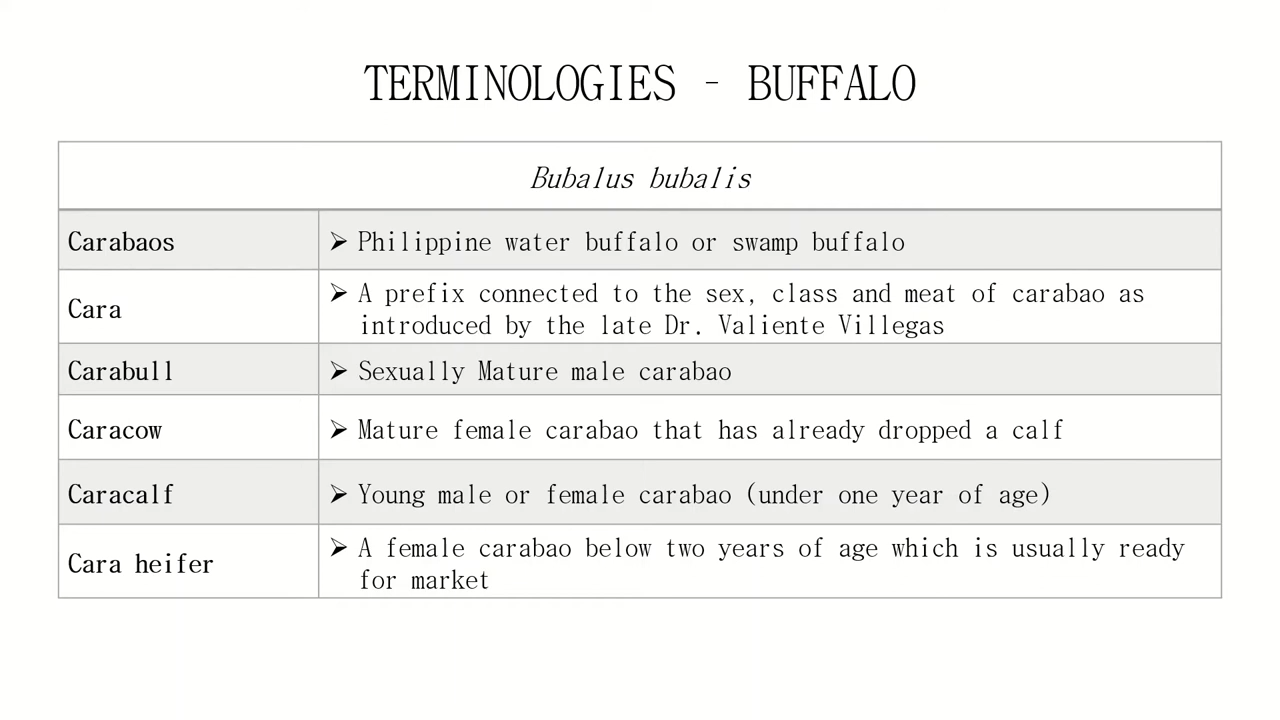 TERMINOLOGIES - BUFFALO
Bubalus bubalis
Carabaos
➢ Philippine water buffalo or swamp buffalo
Cara
➢ A prefix connected to the sex, class and meat of carabao as
introduced by the late Dr. Valiente Villegas
Carabull
➢ Sexually Mature male carabao
Caracow
➢ Mature female carabao that has already dropped a calf
Caracalf
➢ Young male or female carabao (under one year of age)
Cara heifer
➢ A female carabao below two years of age which is usually ready
for market